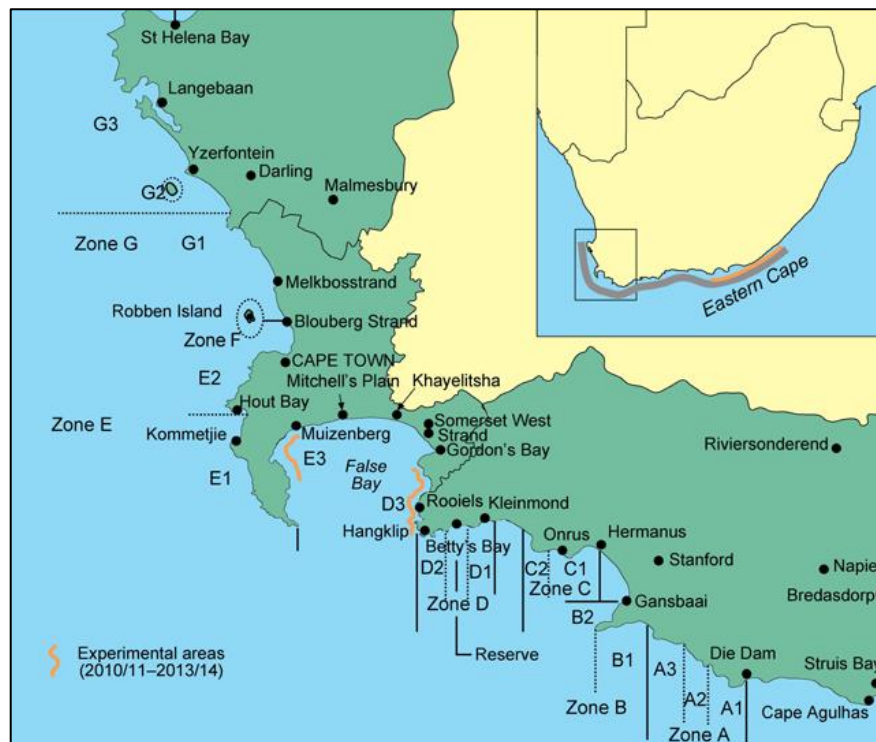 St Helena Bay
Langebaan
G3
Yzerfontein
Darling
G2
Malmesbury
Zone G
G1
Melkbosstrand
Robben Island
Blouberg Strand
Zone F
CAPE TOWN
E2
Mitchell's Plain
Khayelitsha
Hout Bay
Zone E
Somerset West
Kommetjie
Muizenberg
Strand
Gordon's Bay
E3
E1
False
Bay
Riviersonderend
D3
Rooiels
Kleinmond
Hangklip
Betty's Bay
Onrus
Hermanus
Stanford
Napie
D2
D1
C2
C1
Zone C
Zone D
Bredasdorp
Gansbaai
B2
Reserve
B1
A3
Die Dam
Struis Bay
A2
A1
Zone B
Zone A
Cape Agulhas
Experimental areas
(2010/11–2013/14)
Eastern Cape